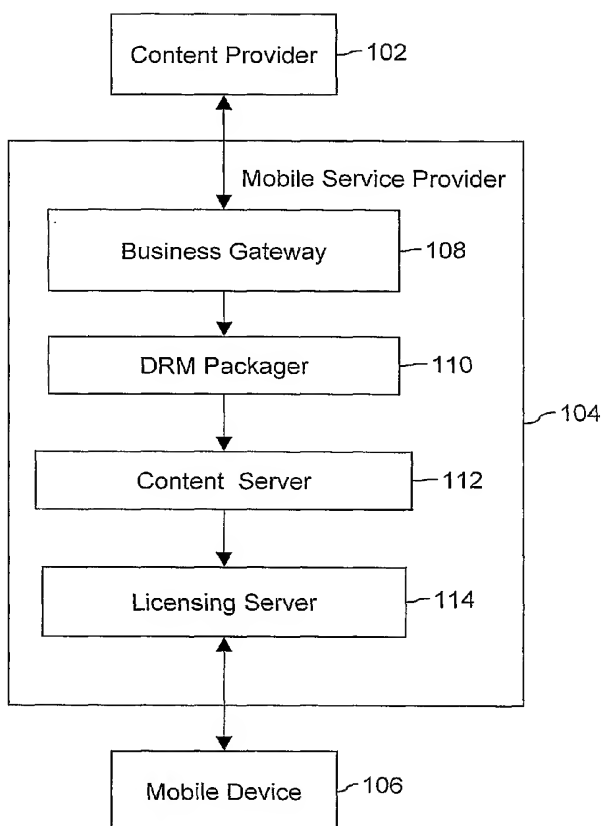 Content Provider 102
Mobile Service Provider
Business Gateway 108
DRM Packager 110
104
Content Server 112
Licensing Server 114
Mobile Device 106